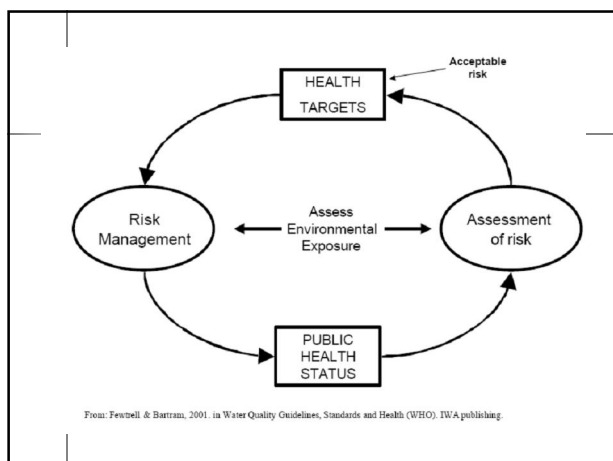 Acceptable
risk
HEALTH
TARGETS
Risk
Management
Assess
Environmental
Exposure
Assessment
of risk
PUBLIC
HEALTH
STATUS
From: Fewtrell & Bartram, 2001. in Water Quality Guidelines, Standards and Health (WHO). IWA publishing.